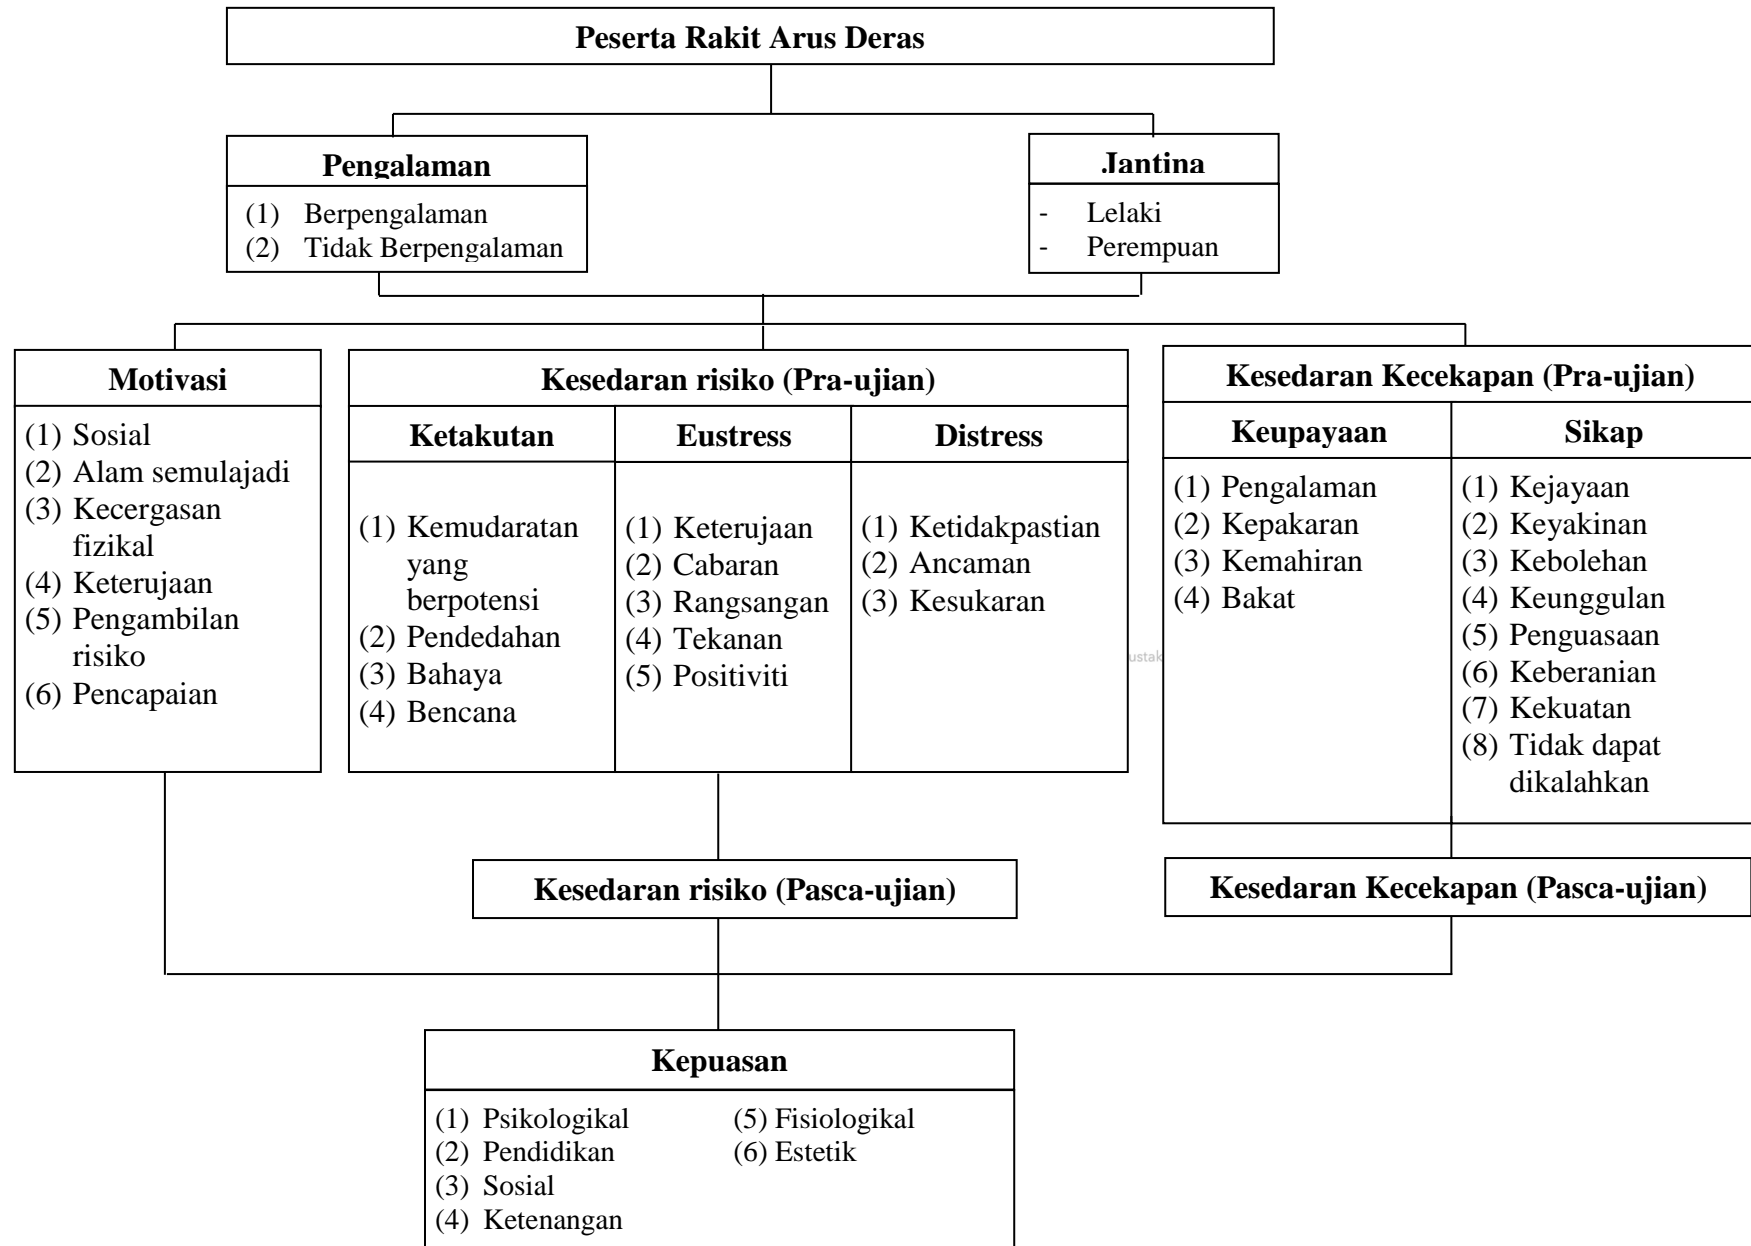 Peserta Rakit Arus Deras
Pengalaman
(1) Berpengalaman
(2) Tidak Berpengalaman
Jantina
- Lelaki
- Perempuan
Motivasi
(1) Sosial
(2) Alam semulajadi
(3) Kecergasan
fizikal
(4) Keterujaan
(5) Pengambilan
risiko
(6) Pencapaian
Kesedaran risiko (Pra-ujian)
Ketakutan
(1) Kemudaratan
yang
berpotensi
(2) Pendedahan
(3) Bahaya
(4) Bencana
Eustress
(1) Keterujaan
(2) Cabaran
(3) Rangsangan
(4) Tekanan
(5) Positiviti
Distress
(1) Ketidakpastian
(2) Ancaman
(3) Kesukaran
Kesedaran Kecekapan (Pra-ujian)
Keupayaan
(1) Pengalaman
(2) Kepakaran
(3) Kemahiran
(4) Bakat
Sikap
(1) Kejayaan
(2) Keyakinan
(3) Kebolehan
(4) Keunggulan
(5) Penguasaan
(6) Keberanian
(7) Kekuatan
(8) Tidak dapat
dikalahkan
ustak
Kesedaran risiko (Pasca-ujian)
Kesedaran Kecekapan (Pasca-ujian)
Kepuasan
(1) Psikologikal
(2) Pendidikan
(3) Sosial
(4) Ketenangan
(5) Fisiologikal
(6) Estetik